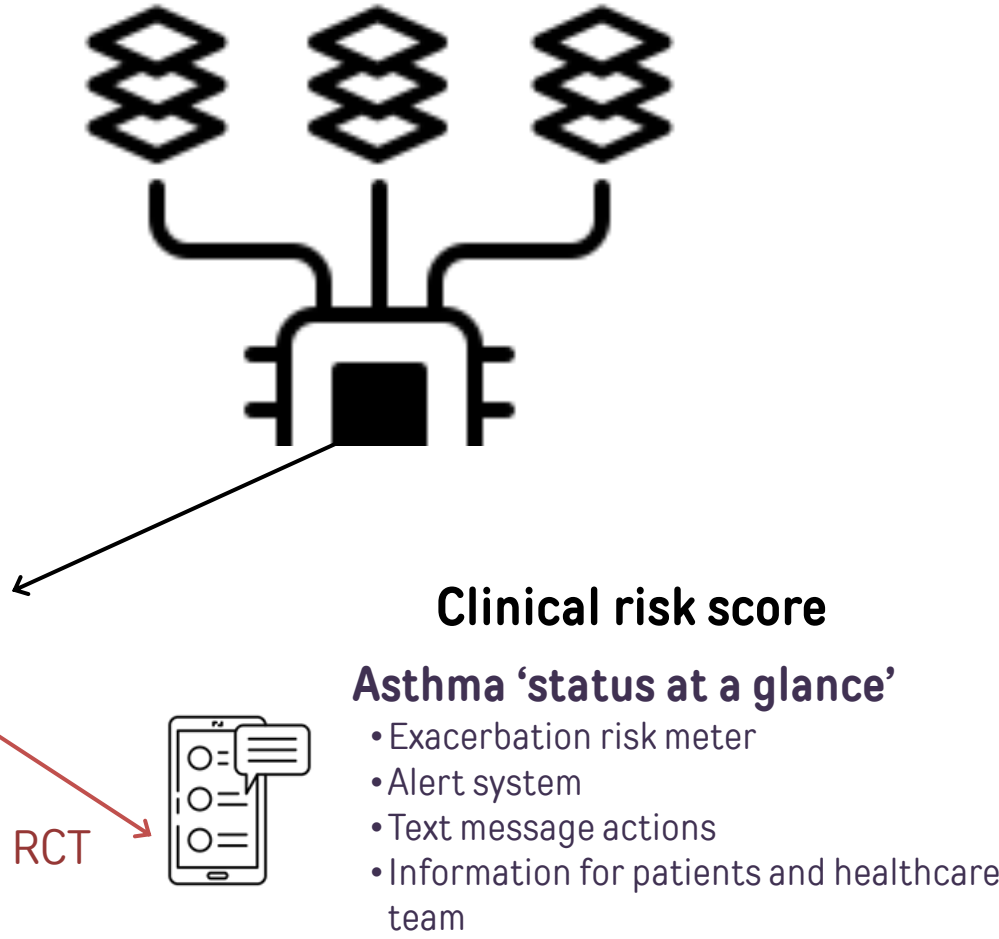 Clinical risk score
Asthma ‘status at a glance’
•Exacerbation risk meter
•Alert system
•Text message actions
•Information for patients and healthcare
team
RCT